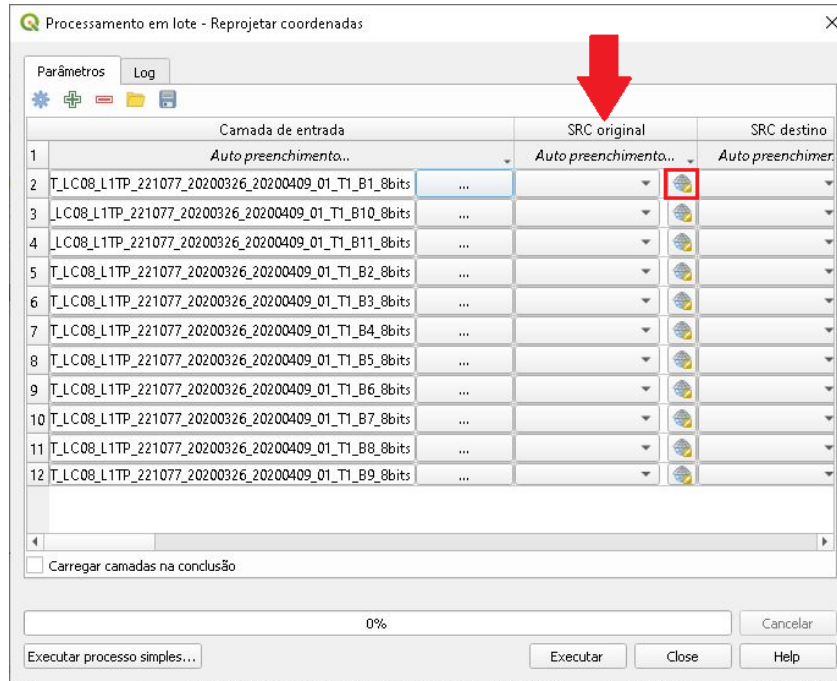 Processamento em lote - Reprojetar coordenadas
Parâmetros Log
Camada de entrada SRC original SRC destino
1 Auto preenchimento... Auto preenchimento... Auto preenchimen
2 T_LC08_L1TP_221077_20200326_20200409_01_T1_B1_8bits ...
3 _LC08_L1TP_221077_20200326_20200409_01_T1_B10_8bits ...
4 _LC08_L1TP_221077_20200326_20200409_01_T1_B11_8bits ...
5 T_LC08_L1TP_221077_20200326_20200409_01_T1_B2_8bits ...
6 T_LC08_L1TP_221077_20200326_20200409_01_T1_B3_8bits ...
7 T_LC08_L1TP_221077_20200326_20200409_01_T1_B4_8bits ...
8 T_LC08_L1TP_221077_20200326_20200409_01_T1_B5_8bits ...
9 T_LC08_L1TP_221077_20200326_20200409_01_T1_B6_8bits ...
10 T_LC08_L1TP_221077_20200326_20200409_01_T1_B7_8bits ...
11 T_LC08_L1TP_221077_20200326_20200409_01_T1_B8_8bits ...
12 T_LC08_L1TP_221077_20200326_20200409_01_T1_B9_8bits ...
Carregar camadas na conclusão
0% Cancelar
Executar processo simples... Executar Close Help